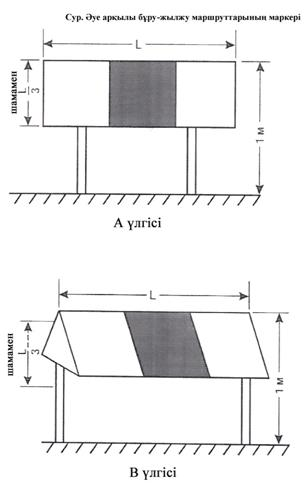 Сур. Әуе арқылы бұру-жылжу маршруттарының маркері
L
шамамен
L
3
1 м
А үлгісі
L
шамамен
L
3
1 м
В үлгісі